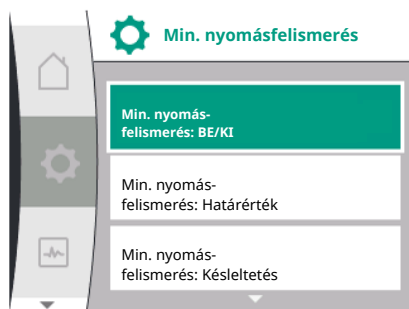 Min. nyomásfelismerés
Min. nyomás-
felismerés: BE/KI
Min. nyomás-
felismerés: Határérték
Min. nyomás-
felismerés: Késleltetés